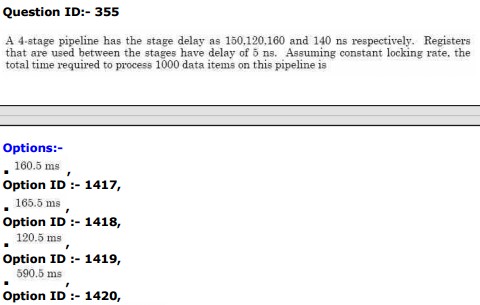 Question ID:- 355
A 4-stage pipeline has the stage delay as 150,120,160 and 140 ns respectively. Registers
that are used between the stages have delay of 5 ns. Assuming constant locking rate, the
total time required to process 1000 data items on this pipeline is
Options:-
160.5 ms ,
Option ID :- 1417,
165.5 ms ,
Option ID :- 1418,
120.5 ms ,
Option ID :- 1419,
590.5 ms ,
Option ID :- 1420,